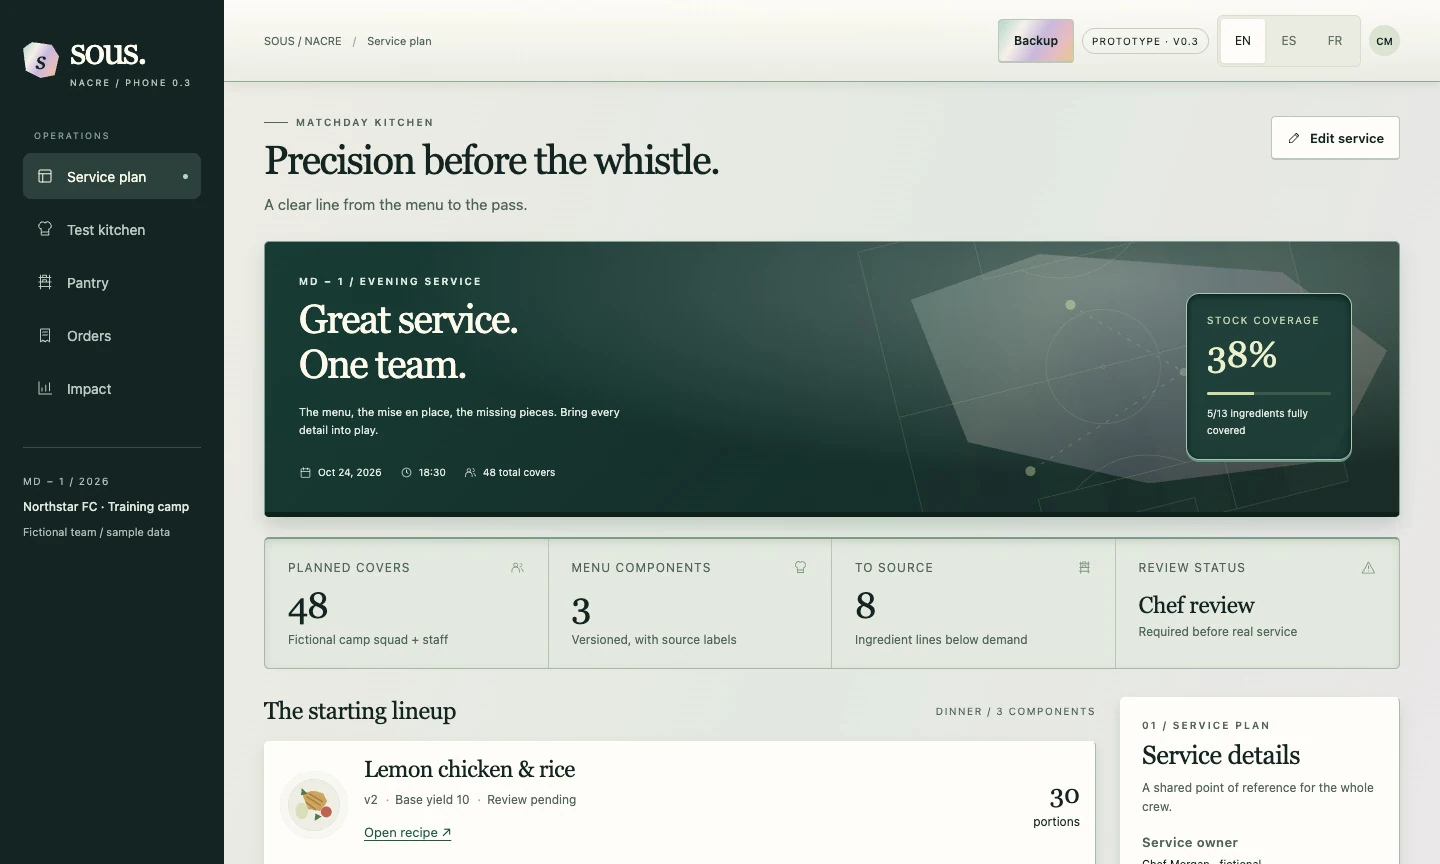 S
sous.
NACRE / PHONE 0.3
OPERATIONS
Service plan
Test kitchen
Pantry
Orders
Impact
MD – 1 / 2026
Northstar FC · Training camp
Fictional team / sample data
SOUS / NACRE / Service plan
Backup
PROTOTYPE · V0.3
EN
ES
FR
CM
MATCHDAY KITCHEN
Precision before the whistle.
A clear line from the menu to the pass.
Edit service
MD – 1 / EVENING SERVICE
Great service.
One team.
The menu, the mise en place, the missing pieces. Bring every
detail into play.
Oct 24, 2026
18:30
48 total covers
STOCK COVERAGE
38%
5/13 ingredients fully
covered
PLANNED COVERS
48
Fictional camp squad + staff
MENU COMPONENTS
3
Versioned, with source labels
TO SOURCE
8
Ingredient lines below demand
REVIEW STATUS
Chef review
Required before real service
The starting lineup
DINNER / 3 COMPONENTS
Lemon chicken & rice
v2 · Base yield 10 · Review pending
Open recipe ↗
30
portions
01 / SERVICE PLAN
Service details
A shared point of reference for the whole
crew.
Service owner
Chef Morgan · fictional